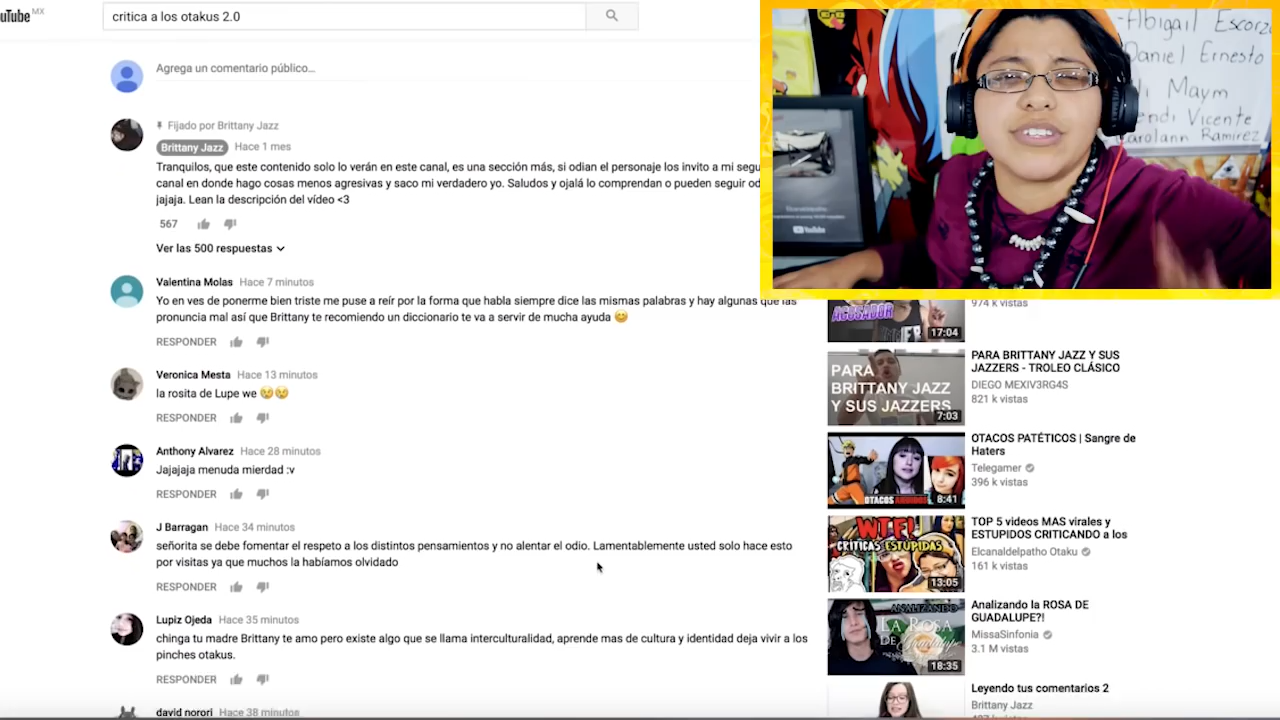 uTube MX
critica a los otakus 2.0
Agrega un comentario público...
Fijado por Brittany Jazz
Brittany Jazz Hace 1 mes
Tranquilos, que este contenido solo lo verán en este canal, es una sección más, si odian el personaje los invito a mi segu
canal en donde hago cosas menos agresivas y saco mi verdadero yo. Saludos y ojalá lo comprendan o pueden seguir od
jajaja. Lean la descripción del vídeo <3
567
Ver las 500 respuestas
Valentina Molas Hace 7 minutos
Yo en ves de ponerme bien triste me puse a reír por la forma que habla siempre dice las mismas palabras y hay algunas que las
pronuncia mal así que Brittany te recomiendo un diccionario te va a servir de mucha ayuda 😊
RESPONDER
Veronica Mesta Hace 13 minutos
la rosita de Lupe we 😢😢
RESPONDER
Anthony Alvarez Hace 28 minutos
Jajajaja menuda mierdad :v
RESPONDER
J Barragan Hace 34 minutos
señorita se debe fomentar el respeto a los distintos pensamientos y no alentar el odio. Lamentablemente usted solo hace esto
por visitas ya que muchos la habíamos olvidado
RESPONDER
Lupiz Ojeda Hace 35 minutos
chinga tu madre Brittany te amo pero existe algo que se llama interculturalidad, aprende mas de cultura y identidad deja vivir a los
pinches otakus.
RESPONDER
david norori Hace 38 minutos
-Abigail Escorz
Daniel Ernesto
Maym
ndi Vicente
Carolann Ramirez
YouTube
974 k vistas
ACOSADOR
17:04
PARA
BRITTANY JAZZ
Y SUS JAZZERS
7:03
PARA BRITTANY JAZZ Y SUS
JAZZERS - TROLEO CLÁSICO
DIEGO MEXIV3RG4S
821 k vistas
OTACOS
8:41
OTACOS PATÉTICOS | Sangre de
Haters
Telegamer
396 k vistas
WTF!
CRITICAS ESTUPIDAS
13:05
TOP 5 videos MAS virales y
ESTUPIDOS CRITICANDO a los
Elcanaldelpatho Otaku
161 k vistas
ANALIZANDO
LA ROSA
DE GUADALUPE
18:35
Analizando la ROSA DE
GUADALUPE?!
MissaSinfonia
3.1 M vistas
Leyendo tus comentarios 2
Brittany Jazz